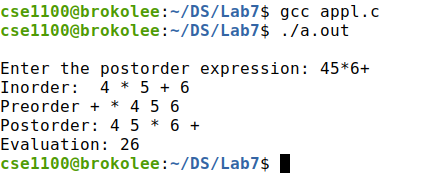 cse1100@brokolee:~/DS/Lab7$ gcc appl.c
cse1100@brokolee:~/DS/Lab7$ ./a.out
Enter the postorder expression: 45*6+
Inorder:  4 * 5 + 6
Preorder + * 4 5 6
Postorder: 4 5 * 6 +
Evaluation: 26
cse1100@brokolee:~/DS/Lab7$